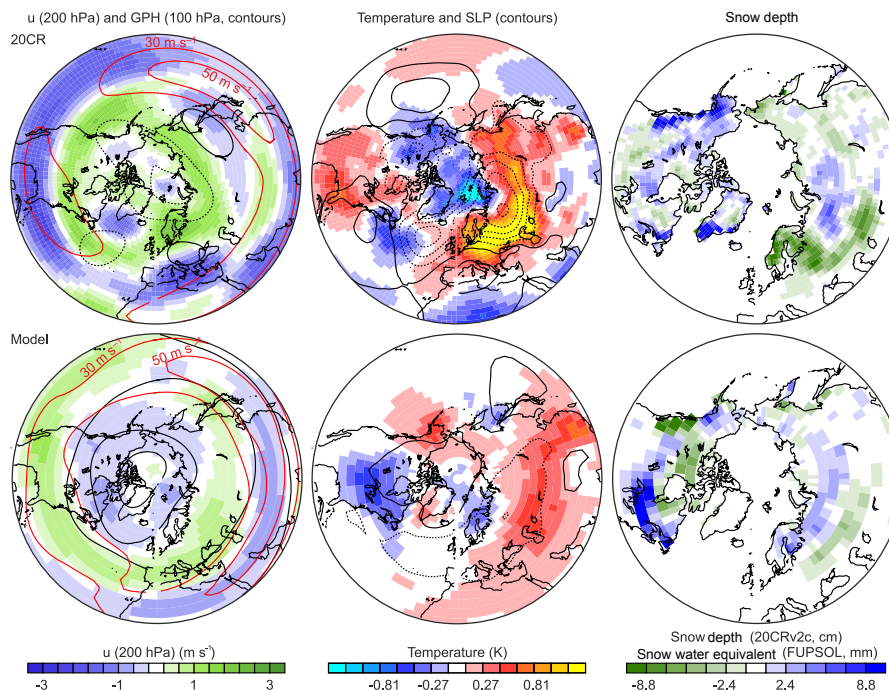 u (200 hPa) and GPH (100 hPa, contours)
Temperature and SLP (contours)
Snow depth
20CR
30 m s⁻¹
50 m s⁻¹
Model
30 m s⁻¹
50 m s⁻¹
u (200 hPa) (m s⁻¹)
-3 -1 1 3
Temperature (K)
-0.81 -0.27 0.27 0.81
Snow depth (20CRv2c, cm)
Snow water equivalent (FUPSOL, mm)
-8.8 -2.4 2.4 8.8